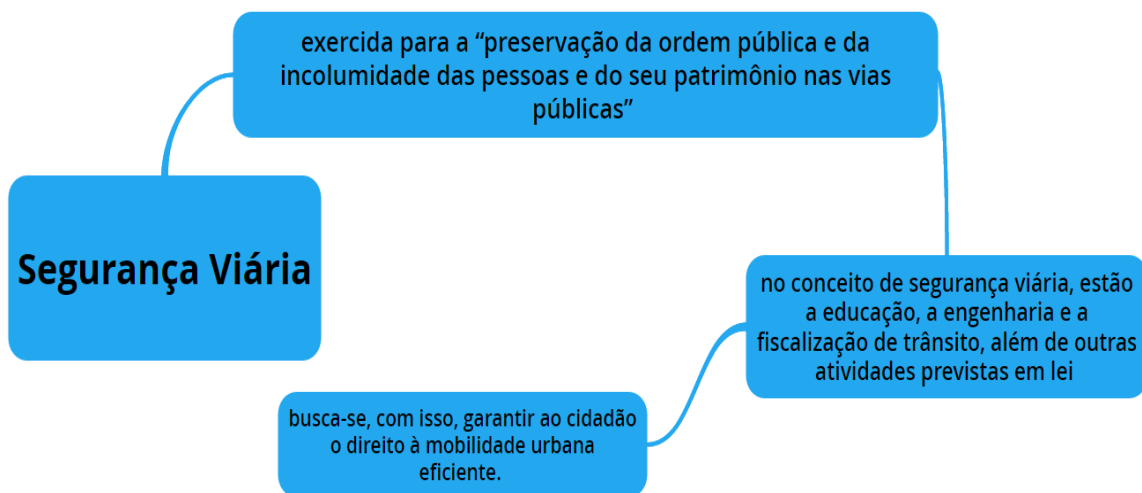 exercida para a “preservação da ordem pública e da
incolumidade das pessoas e do seu patrimônio nas vias
públicas”
Segurança Viária
no conceito de segurança viária, estão
a educação, a engenharia e a
fiscalização de trânsito, além de outras
atividades previstas em lei
busca-se, com isso, garantir ao cidadão
o direito à mobilidade urbana
eficiente.